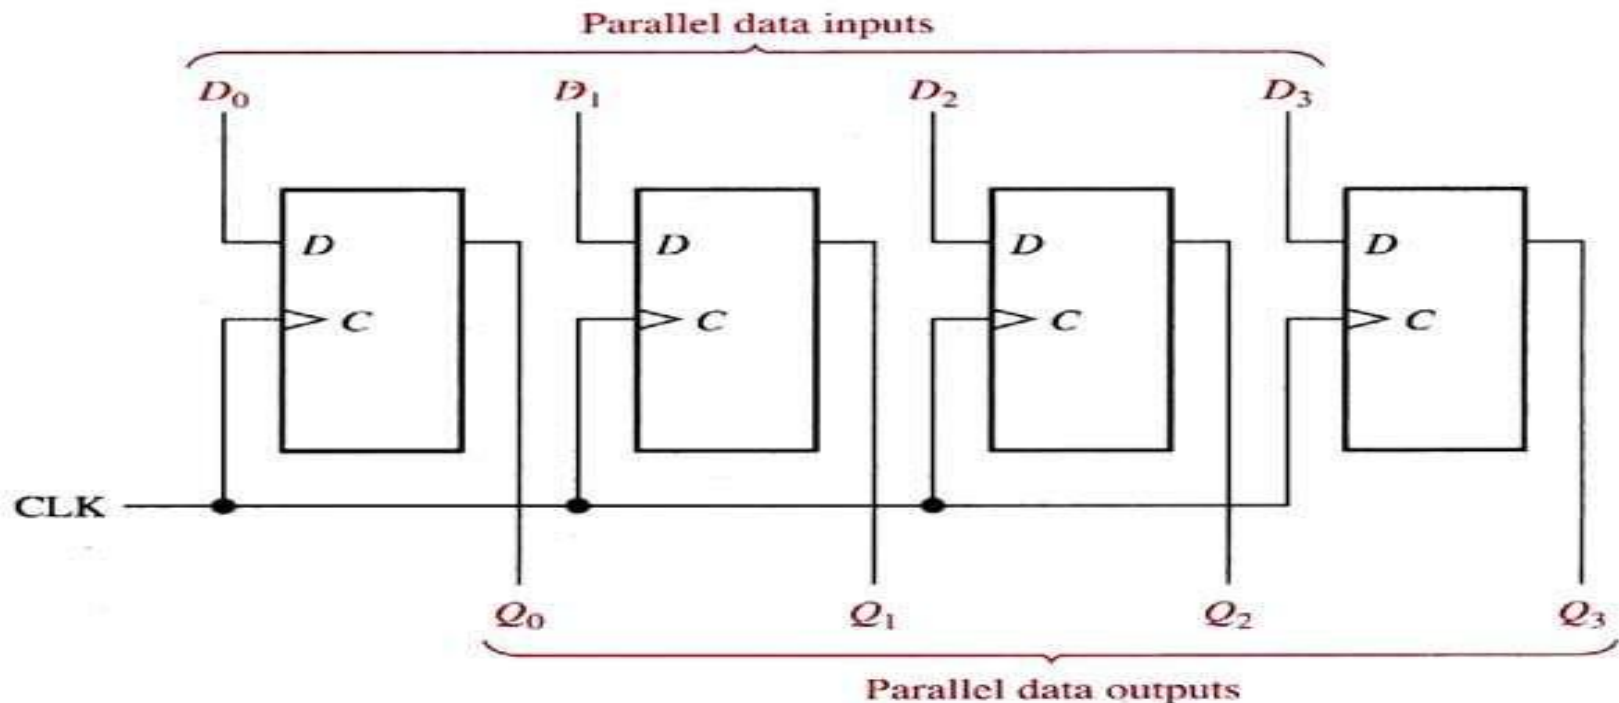 Parallel data inputs
D₀ D₁ D₂ D₃
D D D D
C C C C
CLK
Q₀ Q₁ Q₂ Q₃
Parallel data outputs